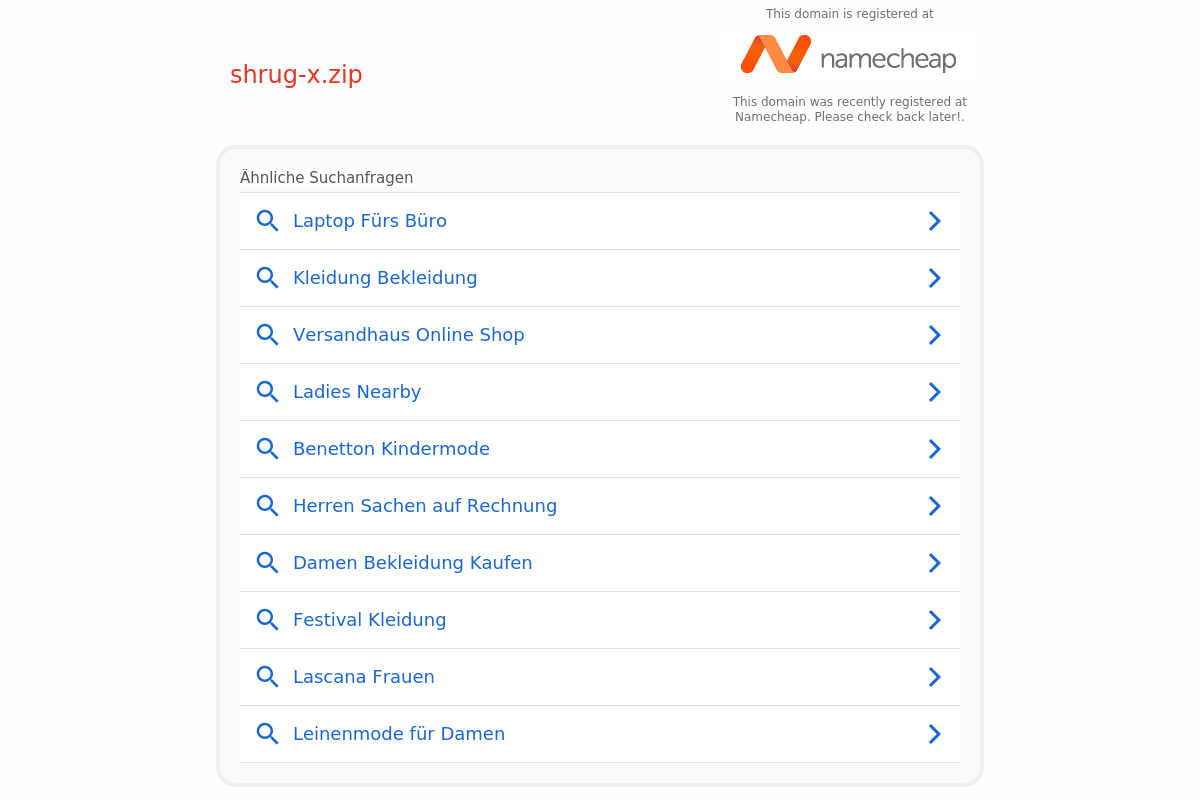 This domain is registered at
namecheap
shrug-x.zip
This domain was recently registered at
Namecheap. Please check back later!.
Ähnliche Suchanfragen
Laptop Fürs Büro
Kleidung Bekleidung
Versandhaus Online Shop
Ladies Nearby
Benetton Kindermode
Herren Sachen auf Rechnung
Damen Bekleidung Kaufen
Festival Kleidung
Lascana Frauen
Leinenmode für Damen